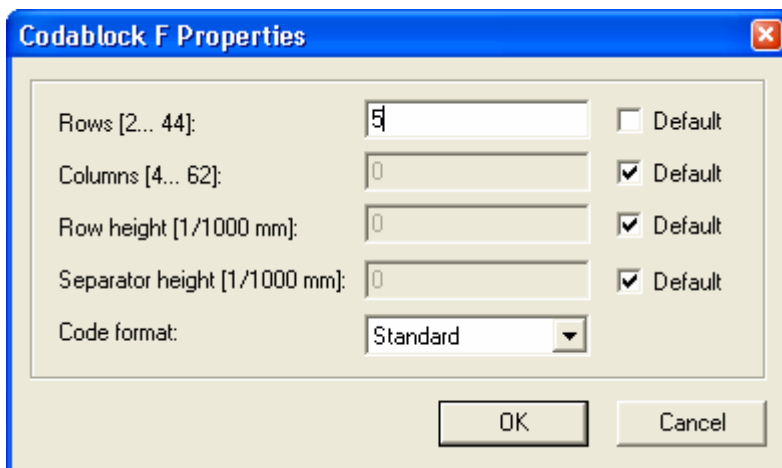 Codablock F Properties
Rows [2... 44]: 5 Default
Columns [4... 62]: 0 Default
Row height [1/1000 mm]: 0 Default
Separator height [1/1000 mm]: 0 Default
Code format: Standard
OK Cancel